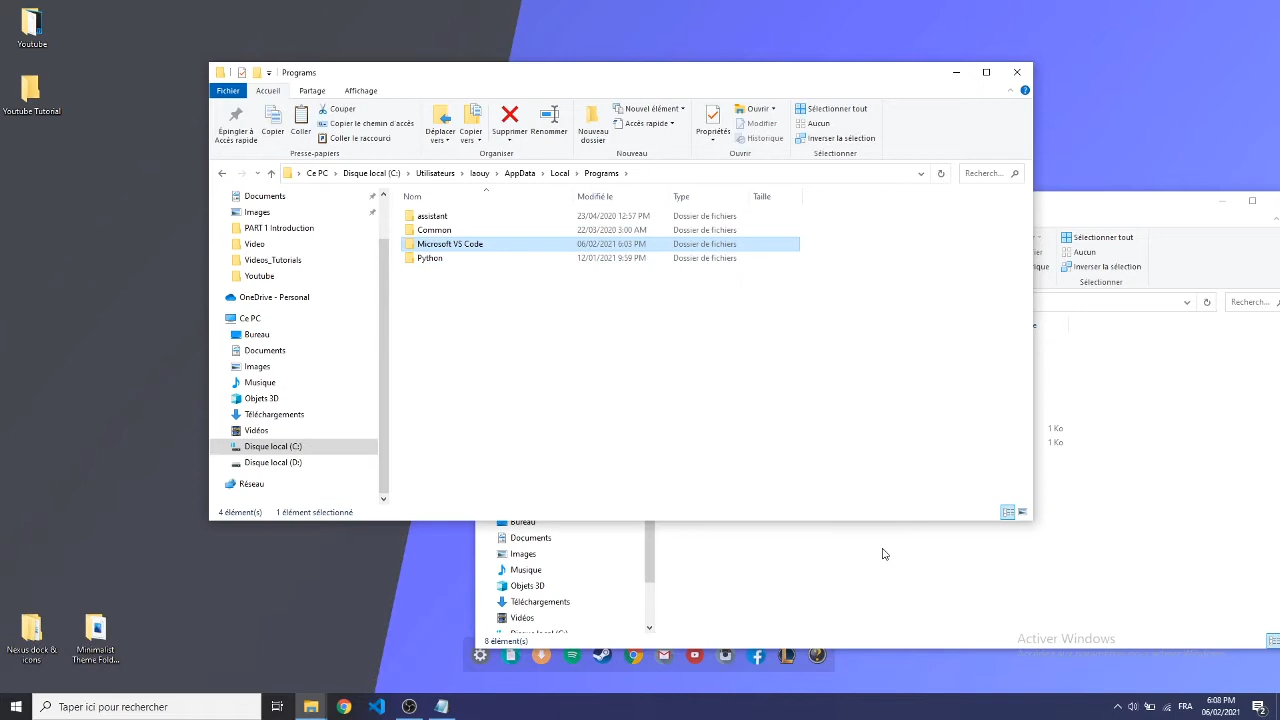 Youtube
Youtube Tutorial
Programs
Fichier Accueil Partage Affichage
Épingler à Accès rapide
Copier
Coller
Couper
Copier le chemin d'accès
Coller le raccourci
Presse-papiers
Déplacer vers
Copier vers
Supprimer
Renommer
Organiser
Nouveau dossier
Nouvel élément
Accès rapide
Nouveau
Propriétés
Ouvrir
Modifier
Historique
Ouvrir
Sélectionner tout
Aucun
Inverser la sélection
Sélectionner
Ce PC > Disque local (C:) > Utilisateurs > laouy > AppData > Local > Programs >
Recherch...
Documents
Images
PART 1 Introduction
Video
Videos_Tutorials
Youtube
OneDrive - Personal
Ce PC
Bureau
Documents
Images
Musique
Objets 3D
Téléchargements
Vidéos
Disque local (C:)
Disque local (D:)
Réseau
Nom Modifié le Type Taille
assistant 23/04/2020 12:57 PM Dossier de fichiers
Common 22/03/2020 3:00 AM Dossier de fichiers
Microsoft VS Code 06/02/2021 6:03 PM Dossier de fichiers
Python 12/01/2021 9:59 PM Dossier de fichiers
4 élément(s) 1 élément sélectionné
Sélectionner tout
Aucun
Inverser la sélection
Sélectionner
Recherch...
1 Ko
1 Ko
Bureau
Documents
Images
Musique
Objets 3D
Téléchargements
Vidéos
8 élément(s)
Activer Windows
Nexus dock & icons
Minimalist Theme Fold...
Taper ici pour rechercher
FRA
6:08 PM
06/02/2021